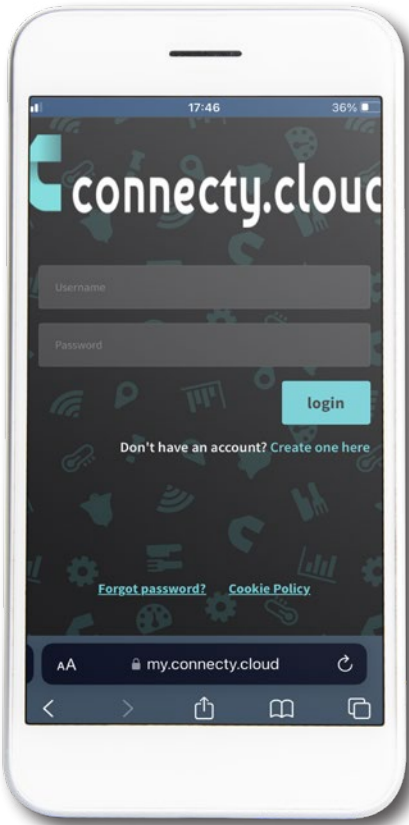 17:46
36%
connecty.cloud
Username
Password
login
Don't have an account? Create one here
Forgot password? Cookie Policy
AA my.connecty.cloud